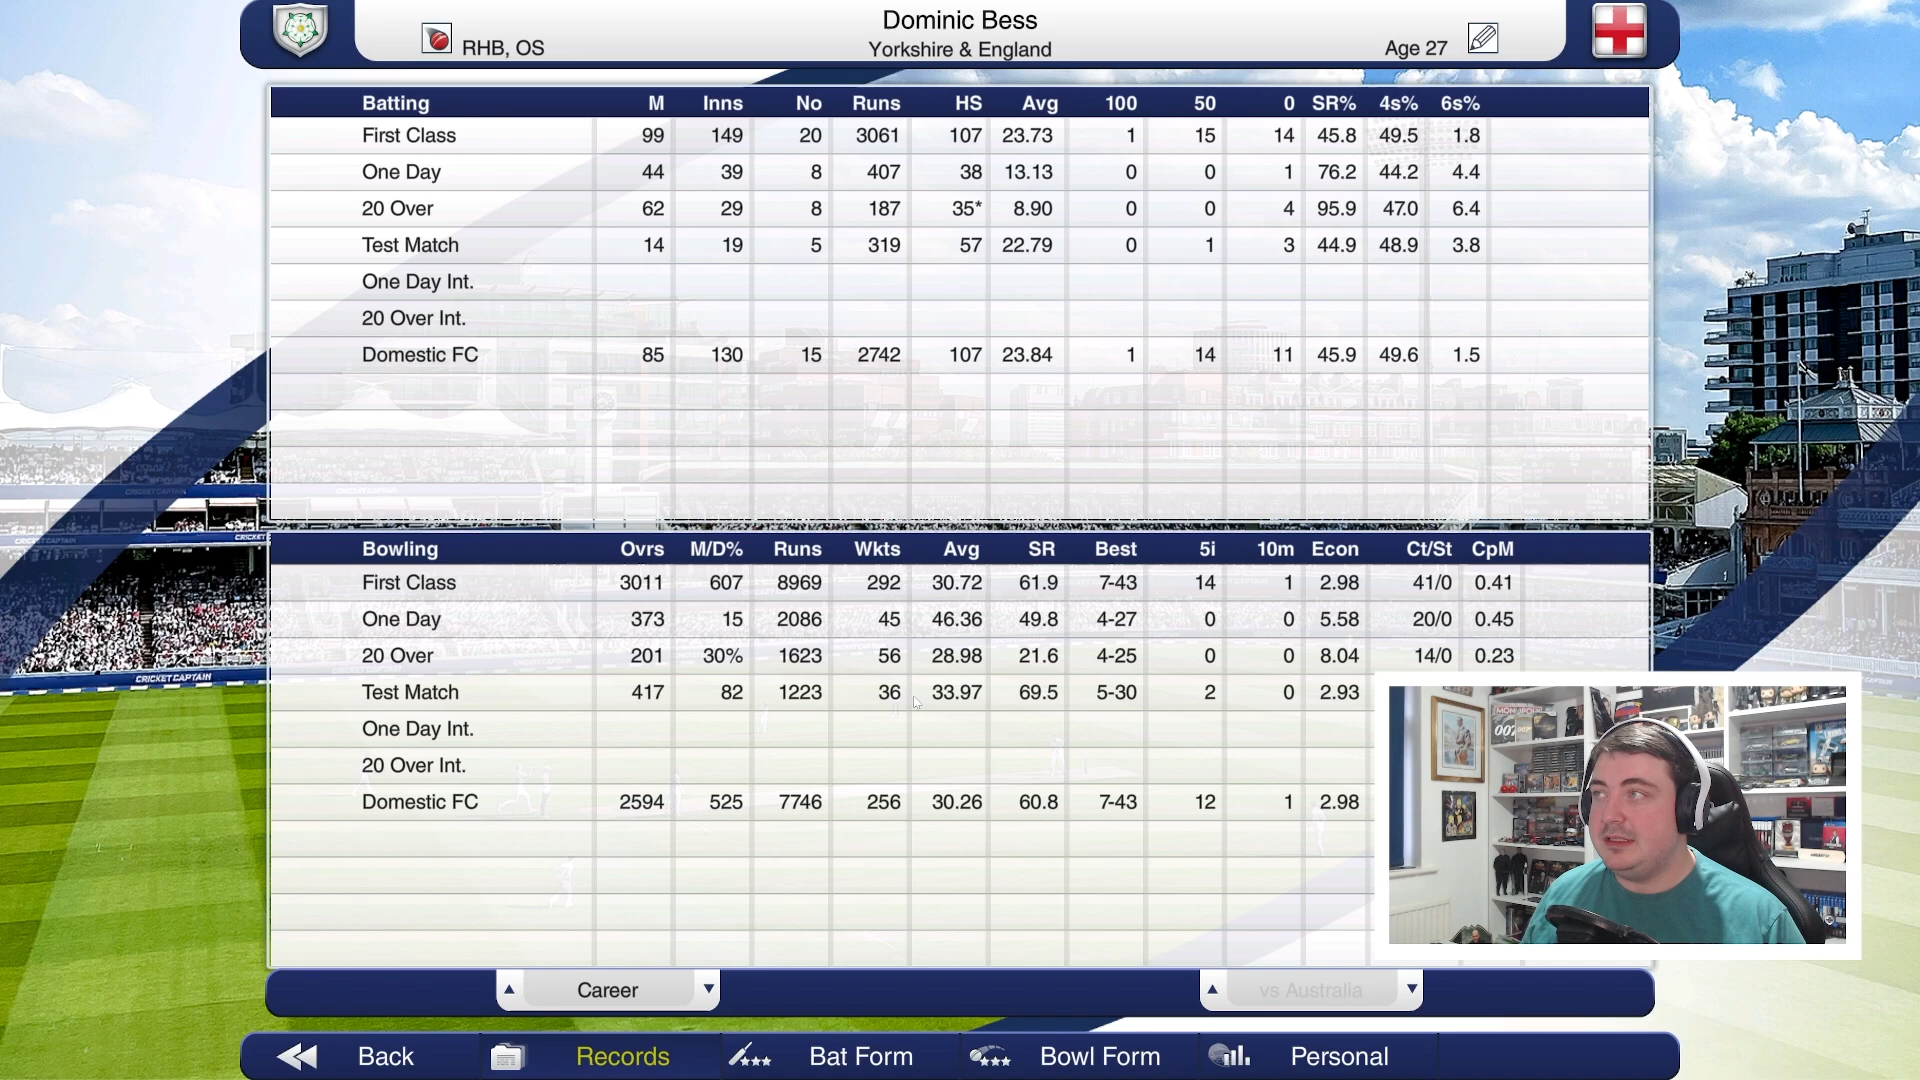 Dominic Bess
RHB, OS
Yorkshire & England
Age 27
Batting M Inns No Runs HS Avg 100 50 0 SR% 4s% 6s%
First Class 99 149 20 3061 107 23.73 1 15 14 45.8 49.5 1.8
One Day 44 39 8 407 38 13.13 0 0 1 76.2 44.2 4.4
20 Over 62 29 8 187 35* 8.90 0 0 4 95.9 47.0 6.4
Test Match 14 19 5 319 57 22.79 0 1 3 44.9 48.9 3.8
One Day Int.
20 Over Int.
Domestic FC 85 130 15 2742 107 23.84 1 14 11 45.9 49.6 1.5
Bowling Ovrs M/D% Runs Wkts Avg SR Best 5i 10m Econ Ct/St CpM
First Class 3011 607 8969 292 30.72 61.9 7-43 14 1 2.98 41/0 0.41
One Day 373 15 2086 45 46.36 49.8 4-27 0 0 5.58 20/0 0.45
20 Over 201 30% 1623 56 28.98 21.6 4-25 0 0 8.04 14/0 0.23
Test Match 417 82 1223 36 33.97 69.5 5-30 2 0 2.93
One Day Int.
20 Over Int.
Domestic FC 2594 525 7746 256 30.26 60.8 7-43 12 1 2.98
CRICKET CAPTAIN
MONOPOLY
007
Career
vs Australia
Back Records Bat Form Bowl Form Personal